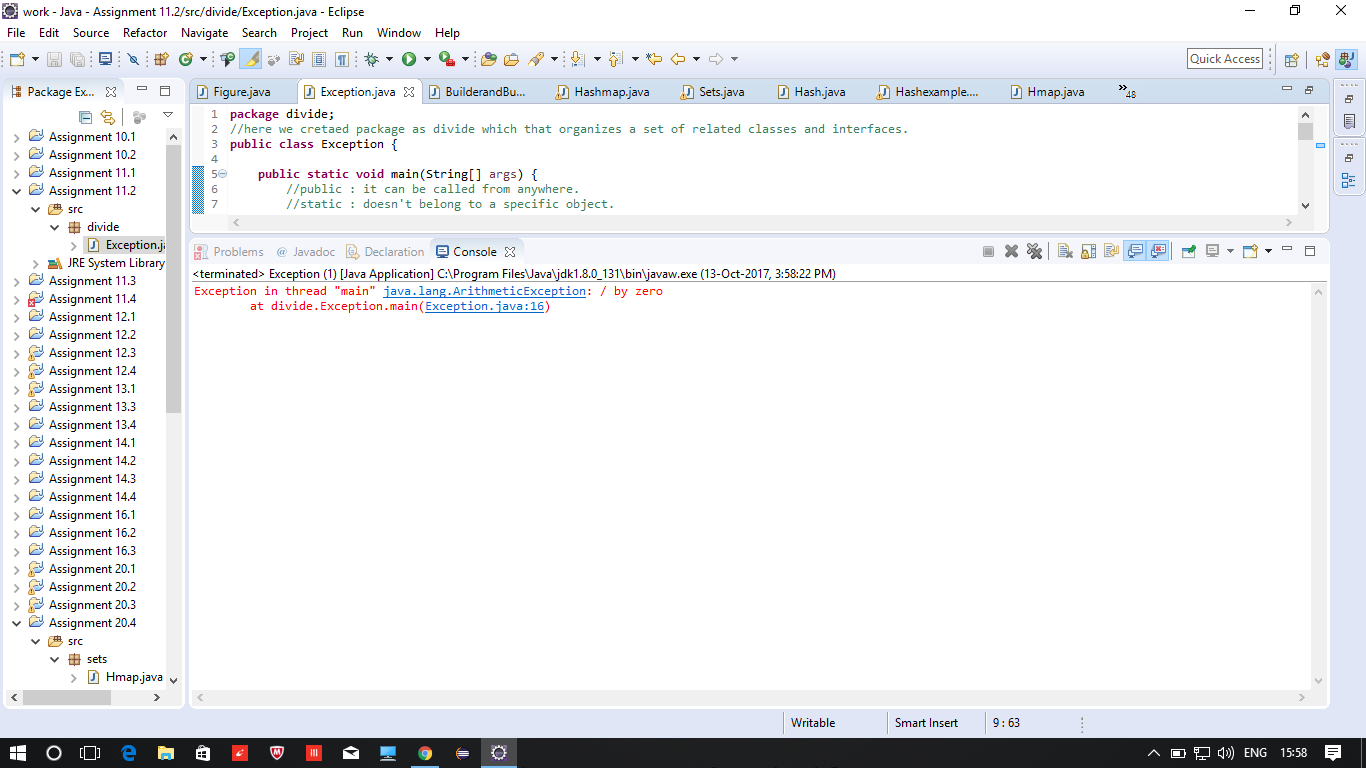 work - Java - Assignment 11.2/src/divide/Exception.java - Eclipse
File Edit Source Refactor Navigate Search Project Run Window Help
Quick Access
Package Ex...
Assignment 10.1
Assignment 10.2
Assignment 11.1
Assignment 11.2
src
divide
Exception.ja
JRE System Library
Assignment 11.3
Assignment 11.4
Assignment 12.1
Assignment 12.2
Assignment 12.3
Assignment 12.4
Assignment 13.1
Assignment 13.3
Assignment 13.4
Assignment 14.1
Assignment 14.2
Assignment 14.3
Assignment 14.4
Assignment 16.1
Assignment 16.2
Assignment 16.3
Assignment 20.1
Assignment 20.2
Assignment 20.3
Assignment 20.4
src
sets
Hmap.java
Figure.java Exception.java BuilderandBu... Hashmap.java Sets.java Hash.java Hashexample.... Hmap.java »48
1 package divide;
2 //here we cretaed package as divide which that organizes a set of related classes and interfaces.
3 public class Exception {
4
5 public static void main(String[] args) {
6 //public : it can be called from anywhere.
7 //static : doesn't belong to a specific object.
Problems @ Javadoc Declaration Console
<terminated> Exception (1) [Java Application] C:\Program Files\Java\jdk1.8.0_131\bin\javaw.exe (13-Oct-2017, 3:58:22 PM)
Exception in thread "main" java.lang.ArithmeticException: / by zero
at divide.Exception.main(Exception.java:16)
Writable Smart Insert 9 : 63
ENG 15:58